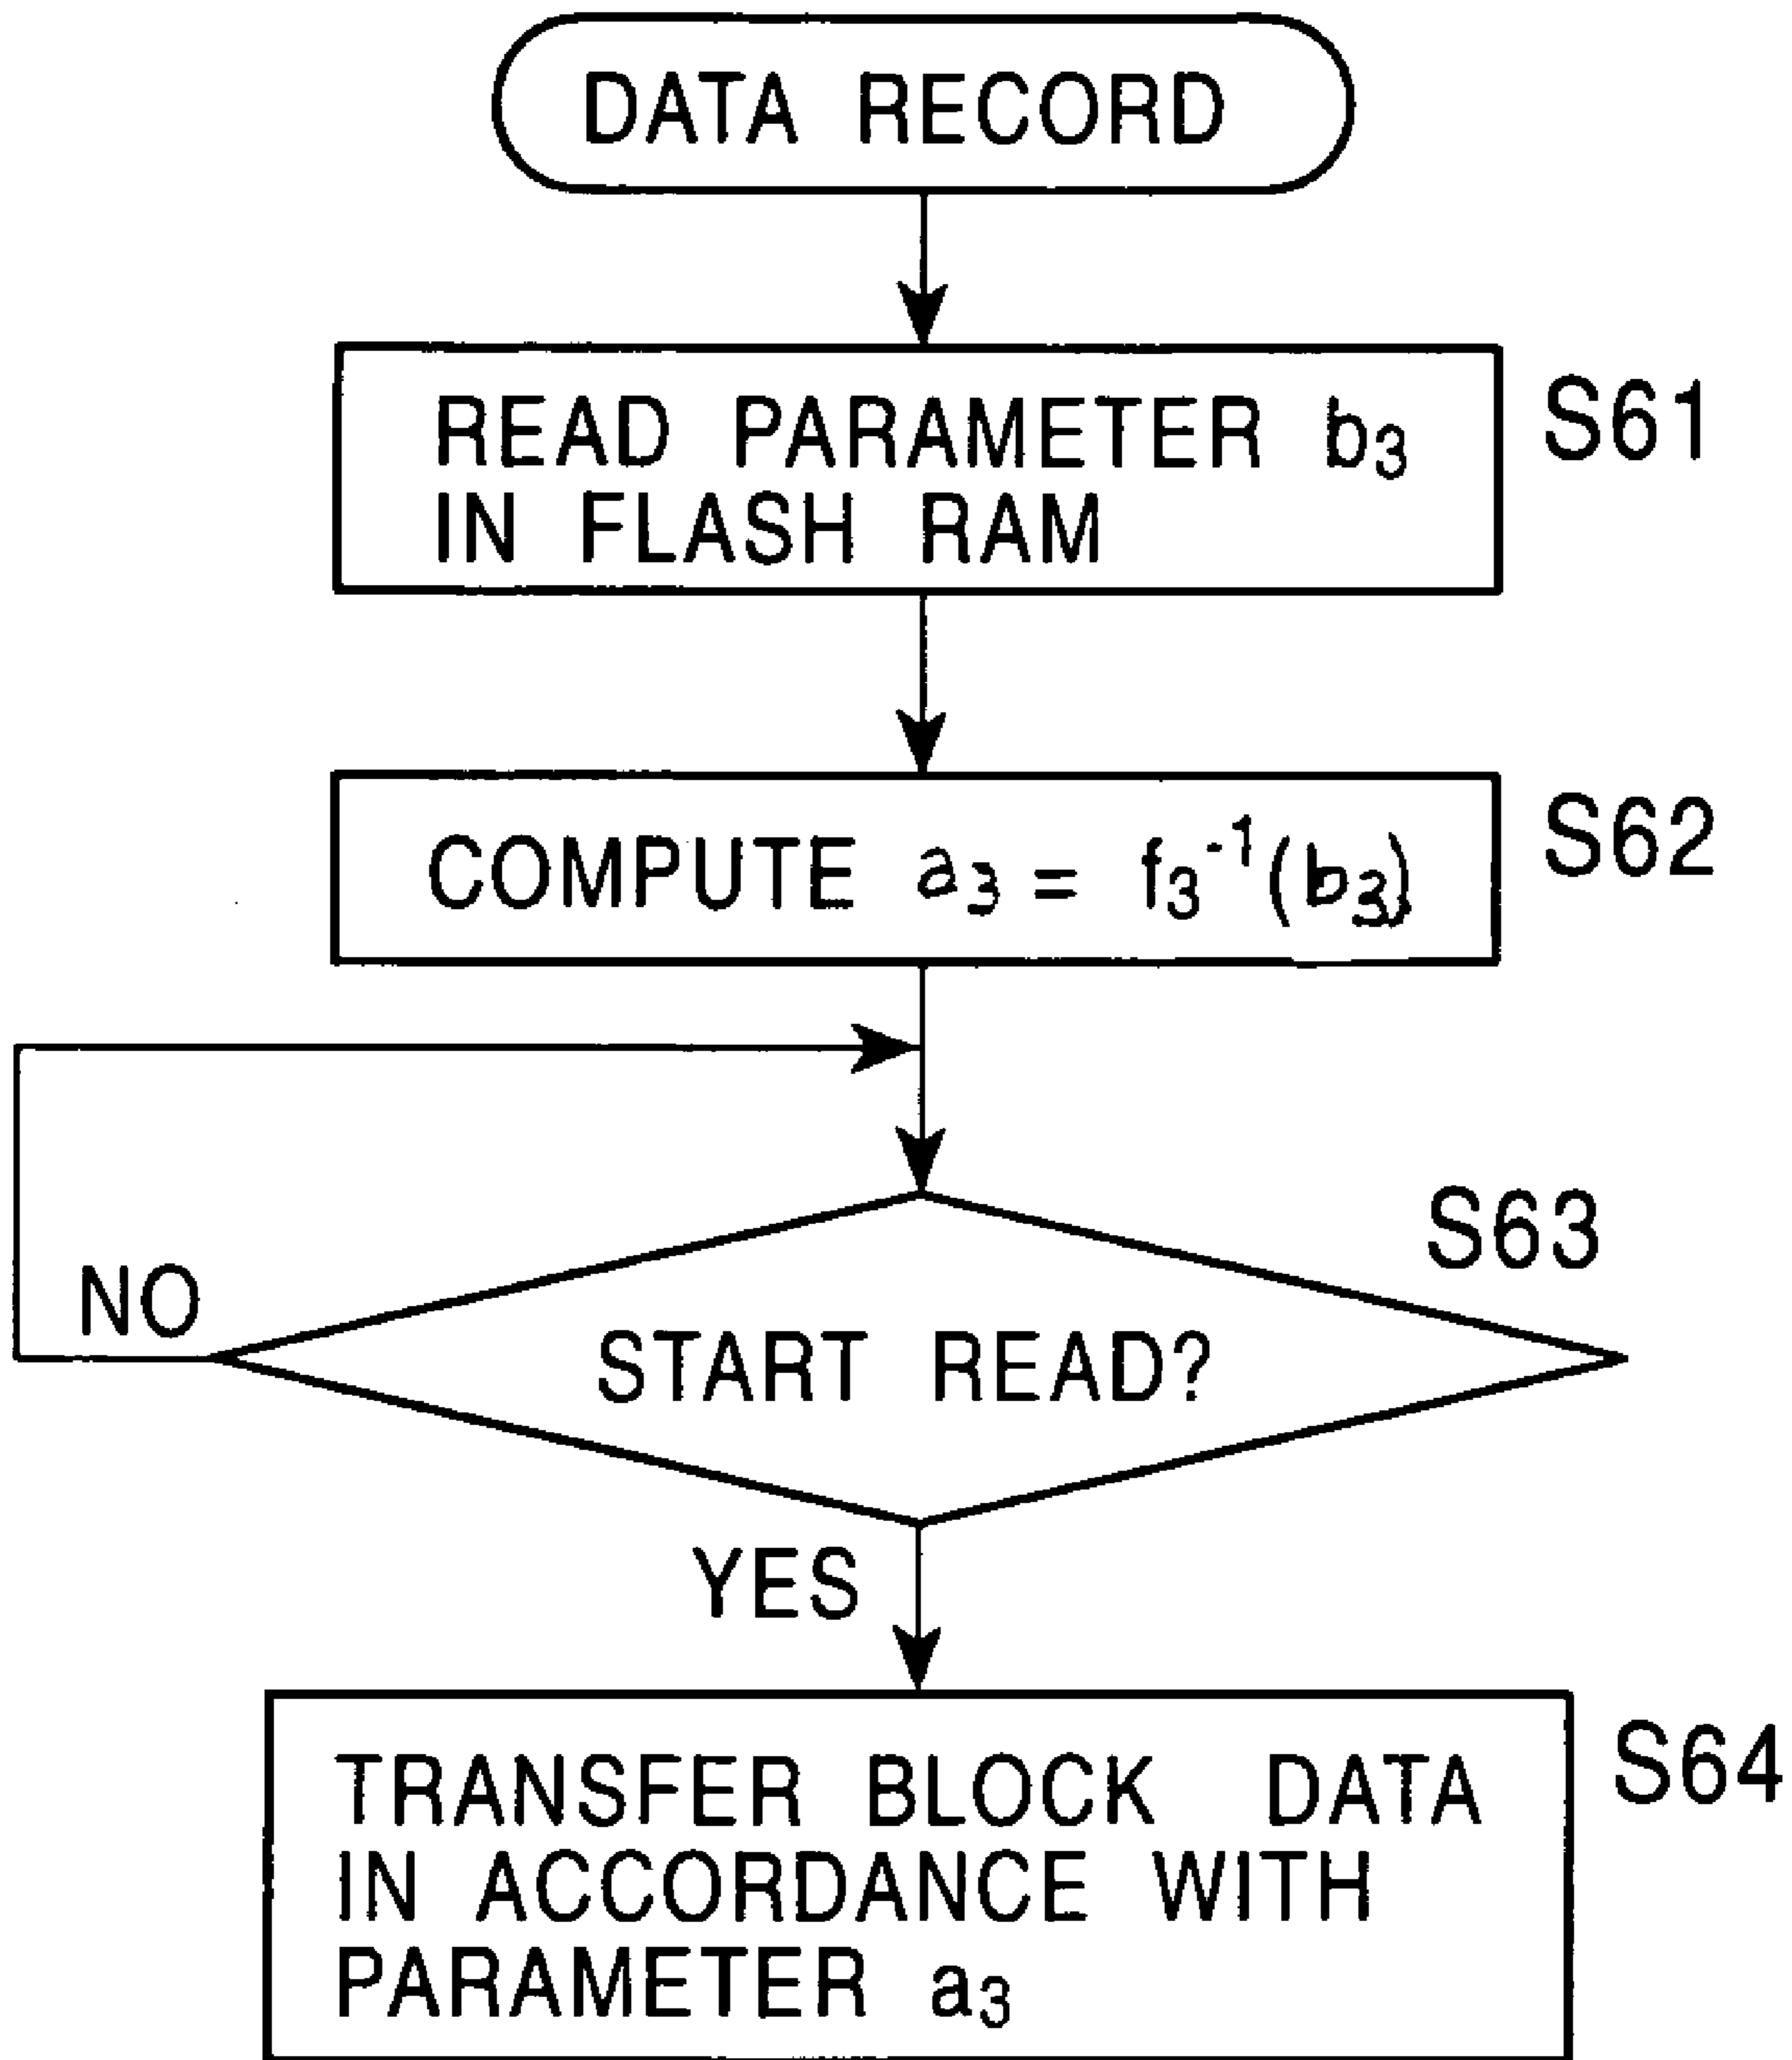 DATA RECORD
READ PARAMETER b₃
IN FLASH RAM
S61
COMPUTE a₃ = f₃⁻¹(b₃)
S62
S63
NO
START READ?
YES
TRANSFER BLOCK DATA
IN ACCORDANCE WITH
PARAMETER a₃
S64